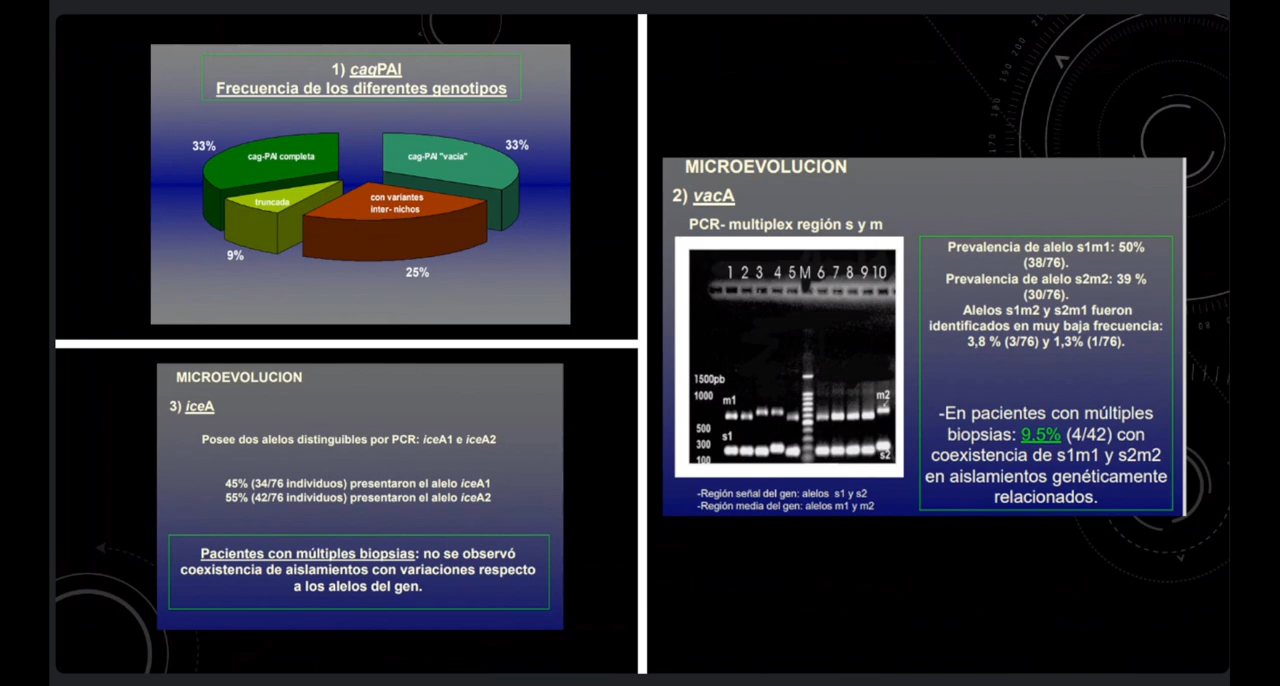 1) cagPAI
Frecuencia de los diferentes genotipos
33%
33%
cag-PAI completa
cag-PAI "vacía"
truncada
con variantes
inter- nichos
9%
25%
MICROEVOLUCION
3) iceA
Posee dos alelos distinguibles por PCR: iceA1 e iceA2
45% (34/76 individuos) presentaron el alelo iceA1
55% (42/76 individuos) presentaron el alelo iceA2
Pacientes con múltiples biopsias: no se observó
coexistencia de aislamientos con variaciones respecto
a los alelos del gen.
MICROEVOLUCION
2) vacA
PCR- multiplex región s y m
1 2 3 4 5 M 6 7 8 9 10
1500pb
1000
m1
m2
500
s1
300
100
s2
-Región señal del gen: alelos s1 y s2
-Región media del gen: alelos m1 y m2
Prevalencia de alelo s1m1: 50%
(38/76).
Prevalencia de alelo s2m2: 39 %
(30/76).
Alelos s1m2 y s2m1 fueron
identificados en muy baja frecuencia:
3,8 % (3/76) y 1,3% (1/76).
-En pacientes con múltiples
biopsias: 9.5% (4/42) con
coexistencia de s1m1 y s2m2
en aislamientos genéticamente
relacionados.
210
200
190
180
170